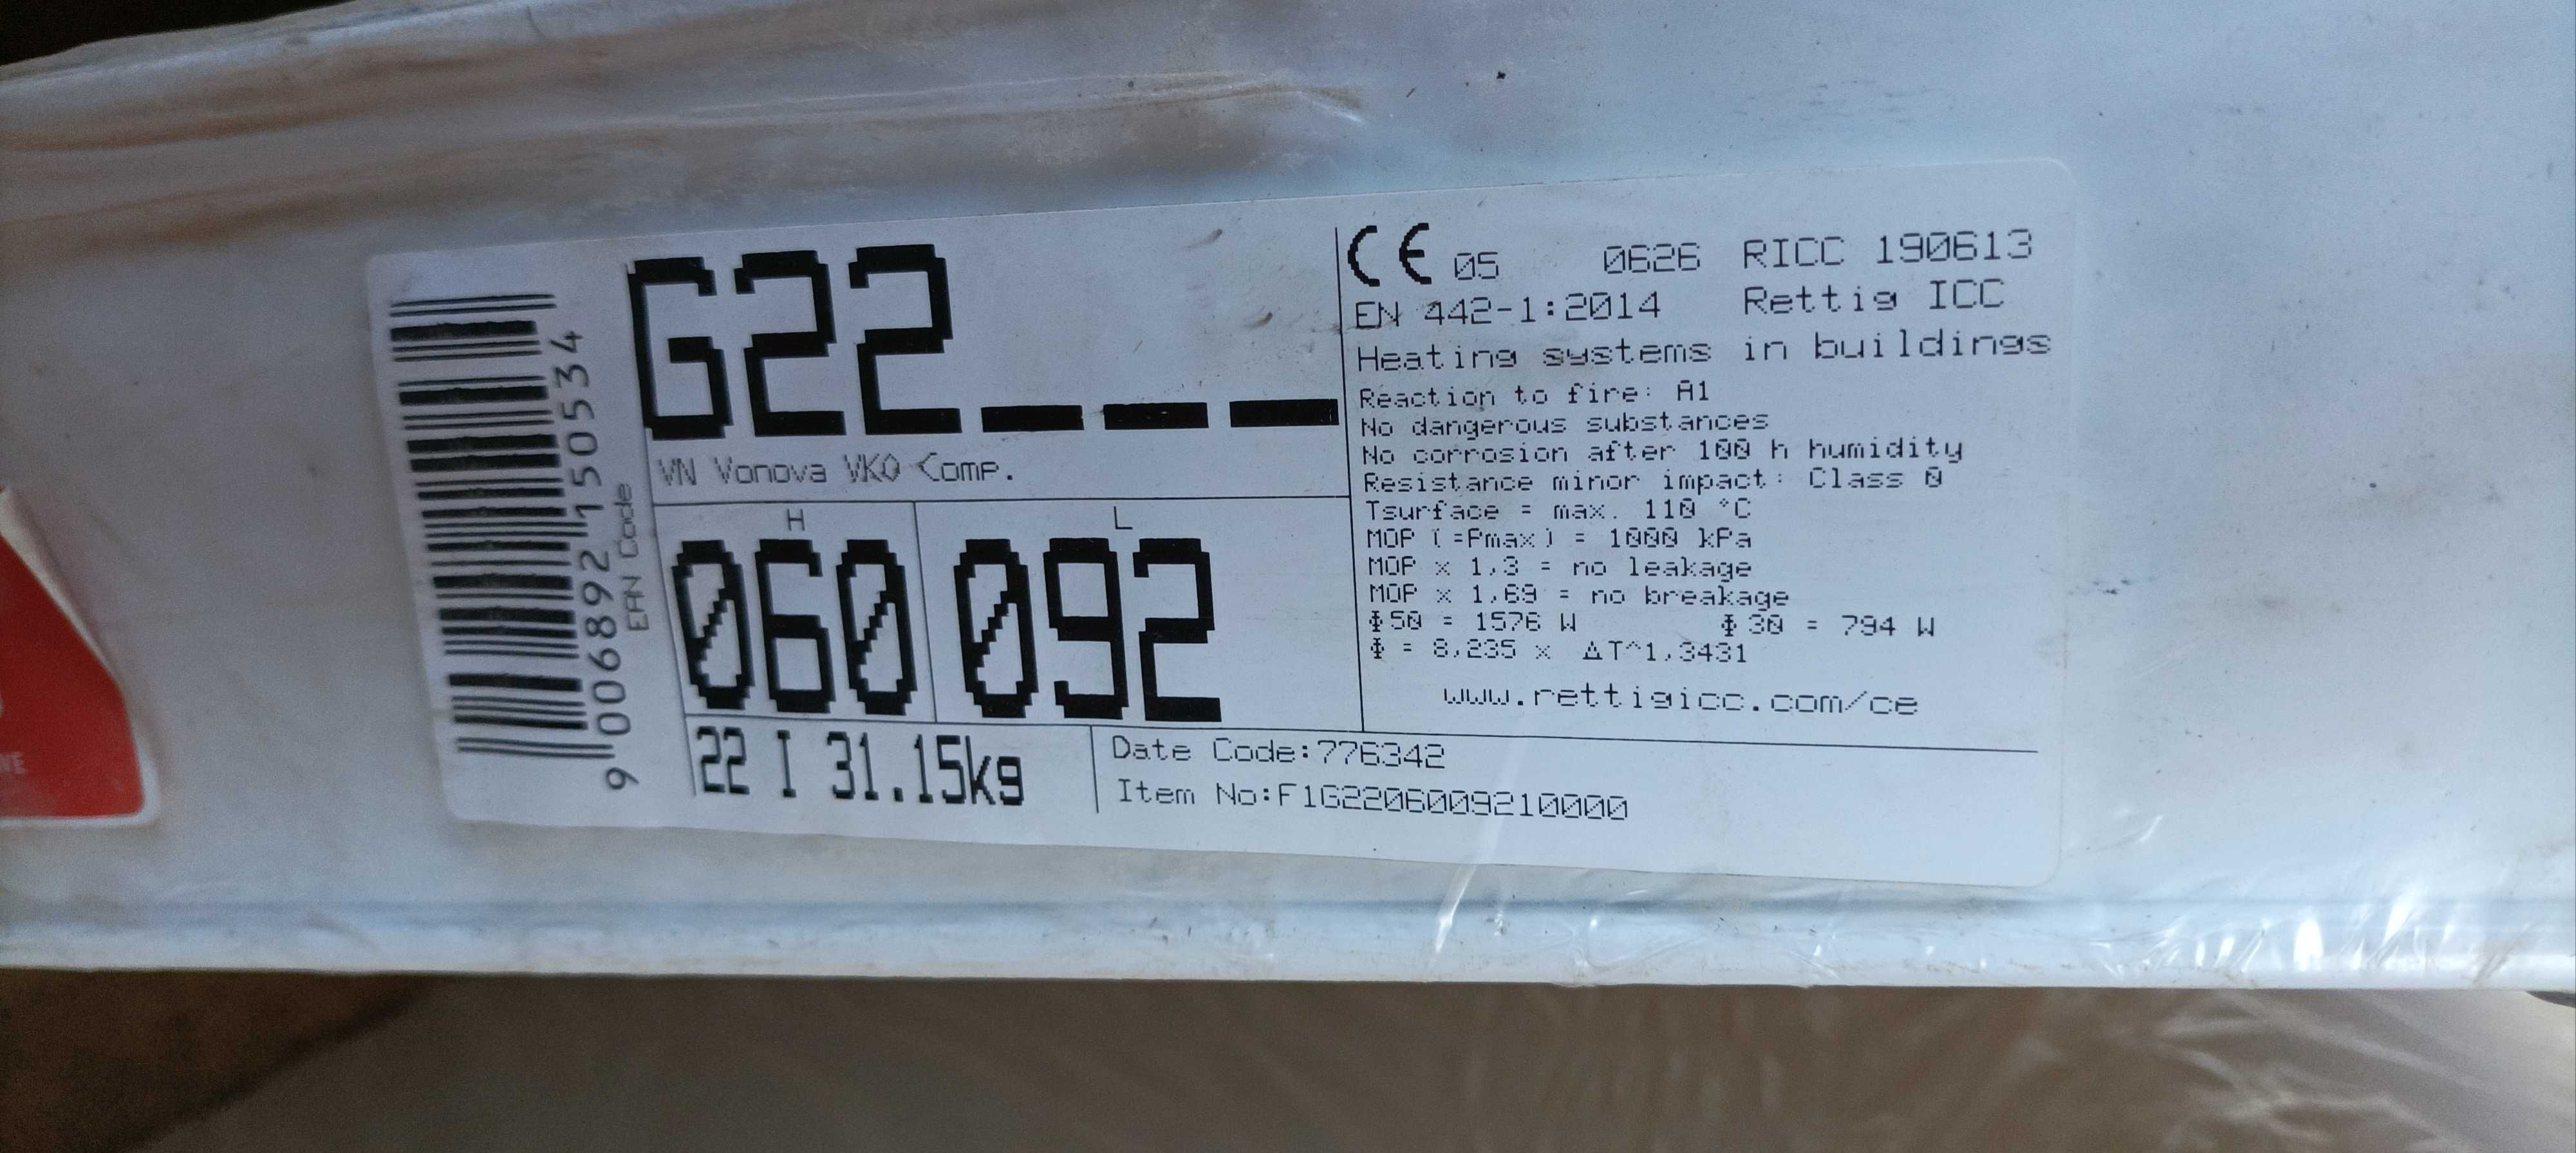 G22___
VN Vonova VKO Comp.
H
L
060
092
22 I 31.15kg
9 006892 150534
EAN Code
CE 05 0626 RICC 190613
EN 442-1:2014 Rettig ICC
Heating systems in buildings
Reaction to fire: A1
No dangerous substances
No corrosion after 100 h humidity
Resistance minor impact: Class 0
Tsurface = max. 110 °C
MOP (=Pmax) = 1000 kPa
MOP x 1,3 = no leakage
MOP x 1,69 = no breakage
Φ50 = 1576 W Φ30 = 794 W
Φ = 8,235 x ΔT^1,3431
www.rettigicc.com/ce
Date Code:776342
Item No:F1G2206009210000